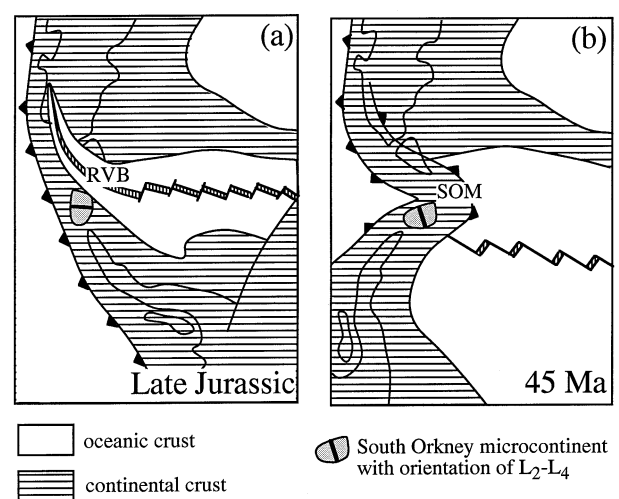 (a)
RVB
Late Jurassic
(b)
SOM
45 Ma
oceanic crust
continental crust
South Orkney microcontinent
with orientation of L₂-L₄